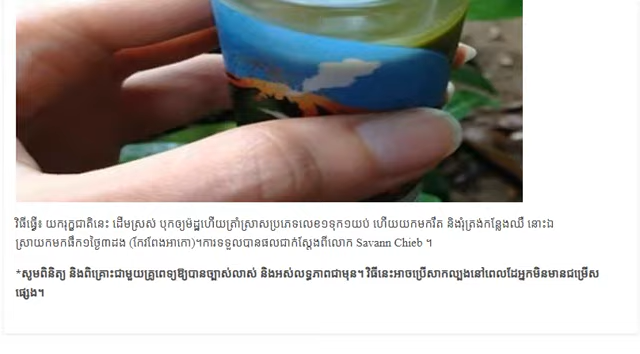 វិធីធ្វើ៖ យករុក្ខជាតិនេះ ដើមស្រស់ បុកឲ្យម៉ដ្ឋហើយត្រាំស្រាសប្រភេទលេខ១ទុក១យប់ ហើយយកមករឹត និងរុំត្រង់កន្លែងឈឺ នោះឯ
ស្រាយកមកផឹក១ថ្ងៃ៣ដង (កែវពែងអាកោ)។ការទទួលបានផលជាក់ស្ដែងពីលោក Savann Chieb ។
*សូមពិនិត្យ និងពិគ្រោះជាមួយគ្រូពេទ្យឱ្យបានច្បាស់លាស់ និងអស់លទ្ធភាពជាមុន។ វិធីនេះអាចប្រើសាកល្បងនៅពេលដែអ្នកមិនមានជម្រើស
ផ្សេង។